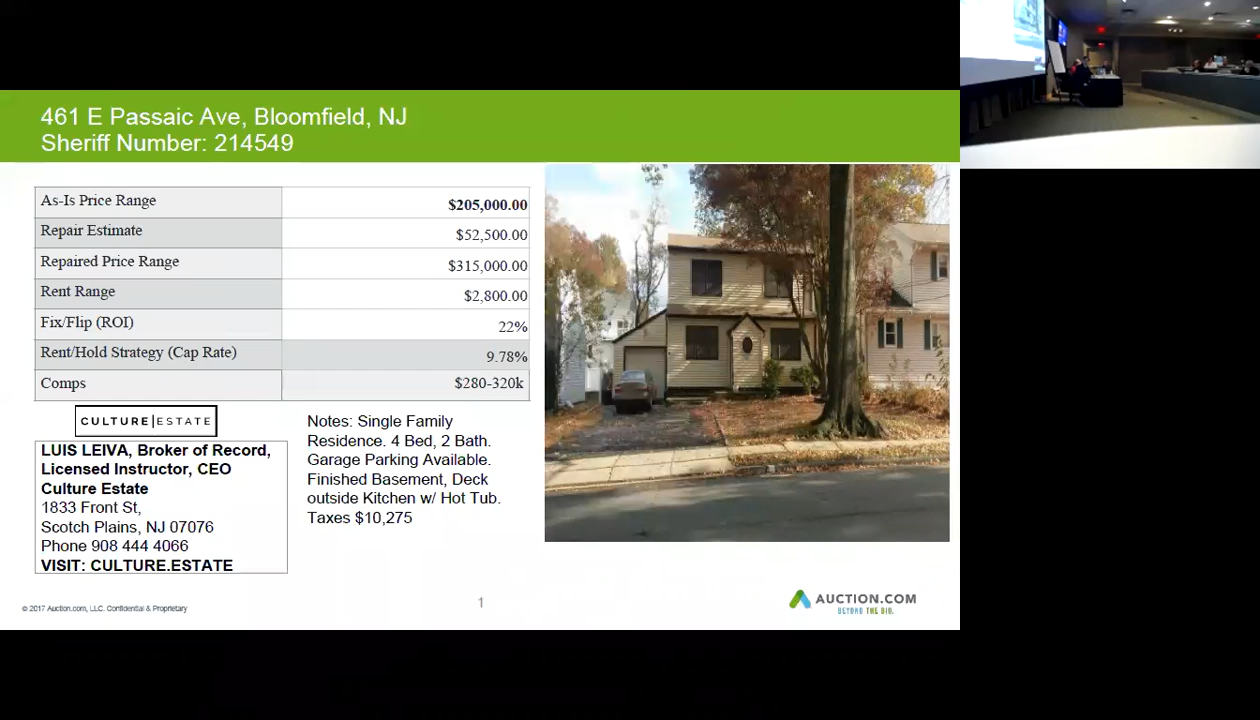 461 E Passaic Ave, Bloomfield, NJ
Sheriff Number: 214549
As-Is Price Range $205,000.00
Repair Estimate $52,500.00
Repaired Price Range $315,000.00
Rent Range $2,800.00
Fix/Flip (ROI) 22%
Rent/Hold Strategy (Cap Rate) 9.78%
Comps $280-320k
CULTURE|ESTATE
LUIS LEIVA, Broker of Record,
Licensed Instructor, CEO
Culture Estate
1833 Front St,
Scotch Plains, NJ 07076
Phone 908 444 4066
VISIT: CULTURE.ESTATE
Notes: Single Family
Residence. 4 Bed, 2 Bath.
Garage Parking Available.
Finished Basement, Deck
outside Kitchen w/ Hot Tub.
Taxes $10,275
© 2017 Auction.com, LLC. Confidential & Proprietary
1
AUCTION.COM
BEYOND THE BID.